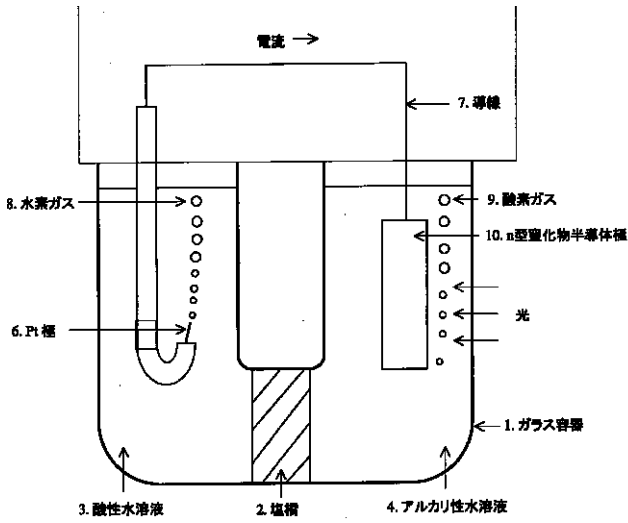 電流
7. 導線
8. 水素ガス
9. 酸素ガス
10. n型窒化物半導体極
6. Pt 極
光
1. ガラス容器
3. 酸性水溶液
2. 塩橋
4. アルカリ性水溶液